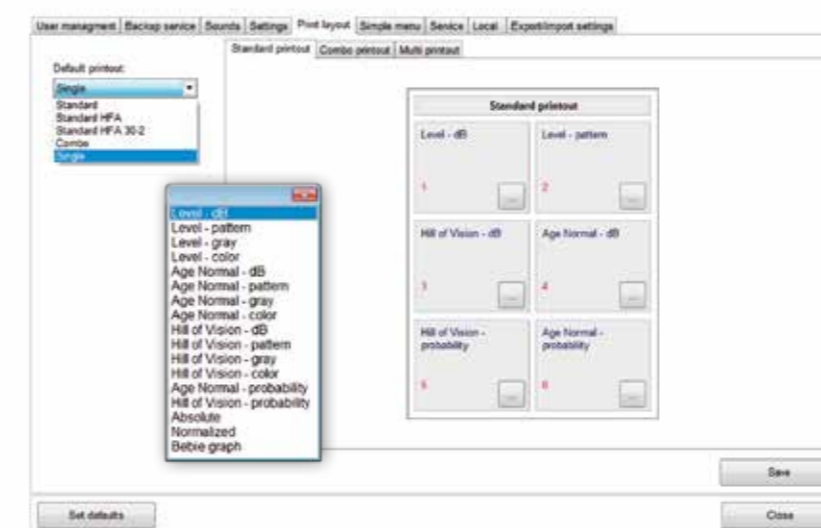 User managment Backup service Sounds Settings Print layout Simple menu Service Local Export/import settings
Standard printout Combo printout Multi printout
Default printout:
Single
Standard
Standard HFA
Standard HFA 30-2
Combo
Single
Standard printout
Level - dB
Level - pattern
1 ... 2 ...
Hill of Vision - dB
Age Normal - dB
3 ... 4 ...
Hill of Vision - probability
Age Normal - probability
5 ... 6 ...
Level - dB
Level - pattern
Level - gray
Level - color
Age Normal - dB
Age Normal - pattern
Age Normal - gray
Age Normal - color
Hill of Vision - dB
Hill of Vision - pattern
Hill of Vision - gray
Hill of Vision - color
Age Normal - probability
Hill of Vision - probability
Absolute
Normalized
Bebie graph
Save
Set defaults
Close